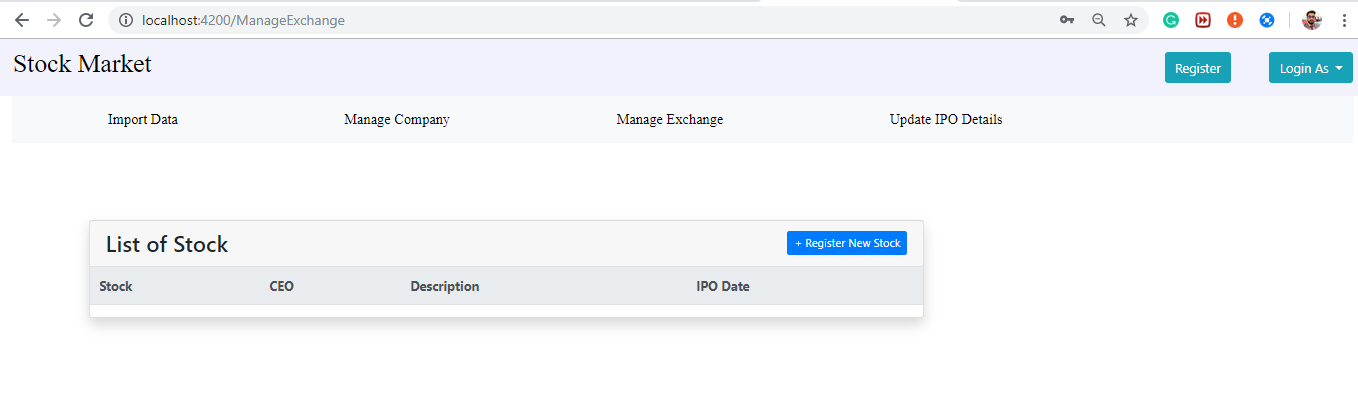 localhost:4200/ManageExchange
Stock Market
Register
Login As
Import Data
Manage Company
Manage Exchange
Update IPO Details
List of Stock
+ Register New Stock
Stock
CEO
Description
IPO Date